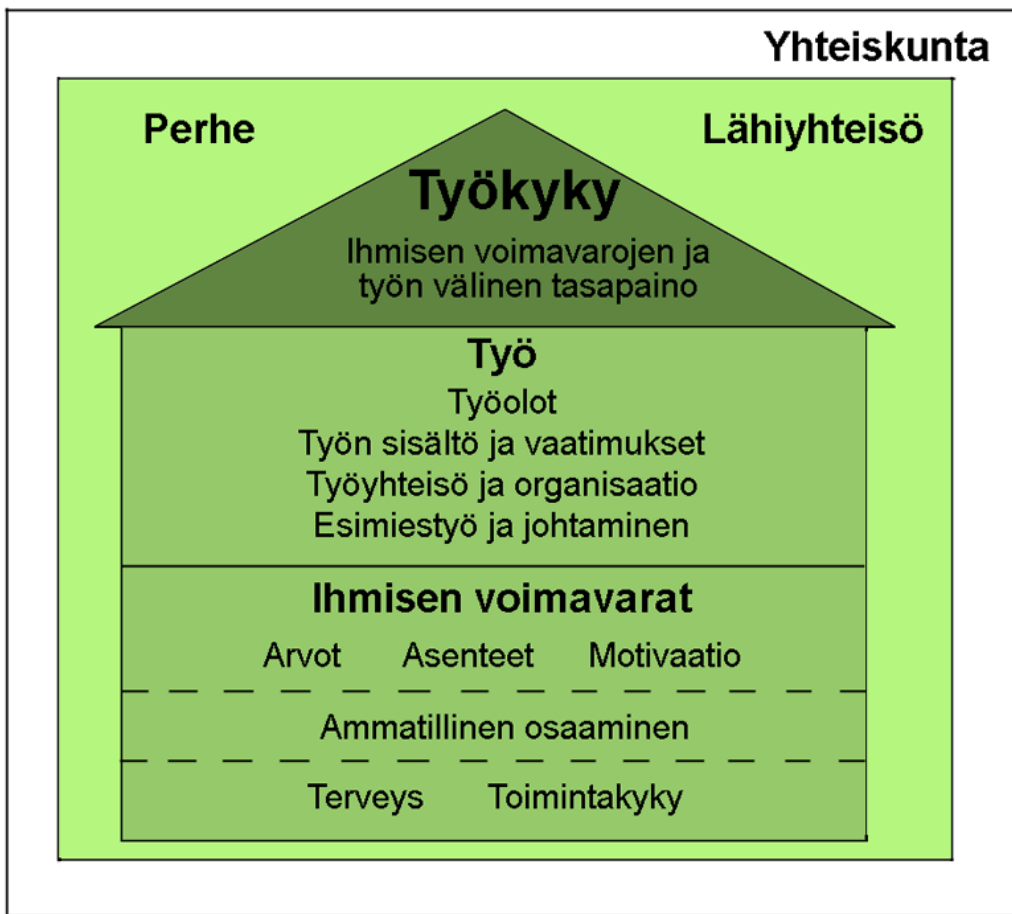 Yhteiskunta
Perhe
Lähiyhteisö
Työkyky
Ihmisen voimavarojen ja
työn välinen tasapaino
Työ
Työolot
Työn sisältö ja vaatimukset
Työyhteisö ja organisaatio
Esimiestyö ja johtaminen
Ihmisen voimavarat
Arvot Asenteet Motivaatio
Ammatillinen osaaminen
Terveys Toimintakyky